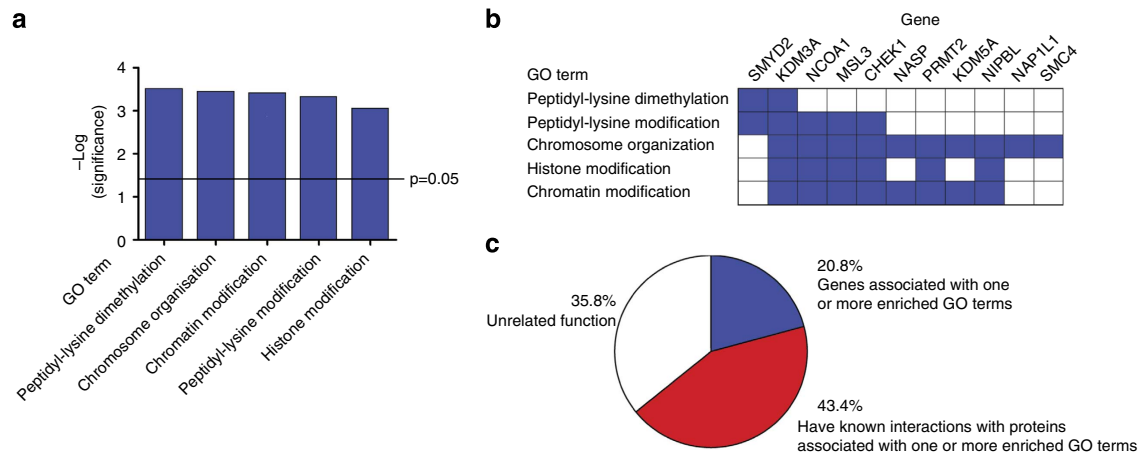 a
4
3
2
1
0
–Log
(significance)
p=0.05
GO term
Peptidyl-lysine dimethylation
Chromosome organisation
Chromatin modification
Peptidyl-lysine modification
Histone modification
b
Gene
SMYD2
KDM3A
NCOA1
MSL3
CHEK1
NASP
PRMT2
KDM5A
NIPBL
NAP1L1
SMC4
GO term
Peptidyl-lysine dimethylation
Peptidyl-lysine modification
Chromosome organization
Histone modification
Chromatin modification
c
20.8%
Genes associated with one
or more enriched GO terms
35.8%
Unrelated function
43.4%
Have known interactions with proteins
associated with one or more enriched GO terms